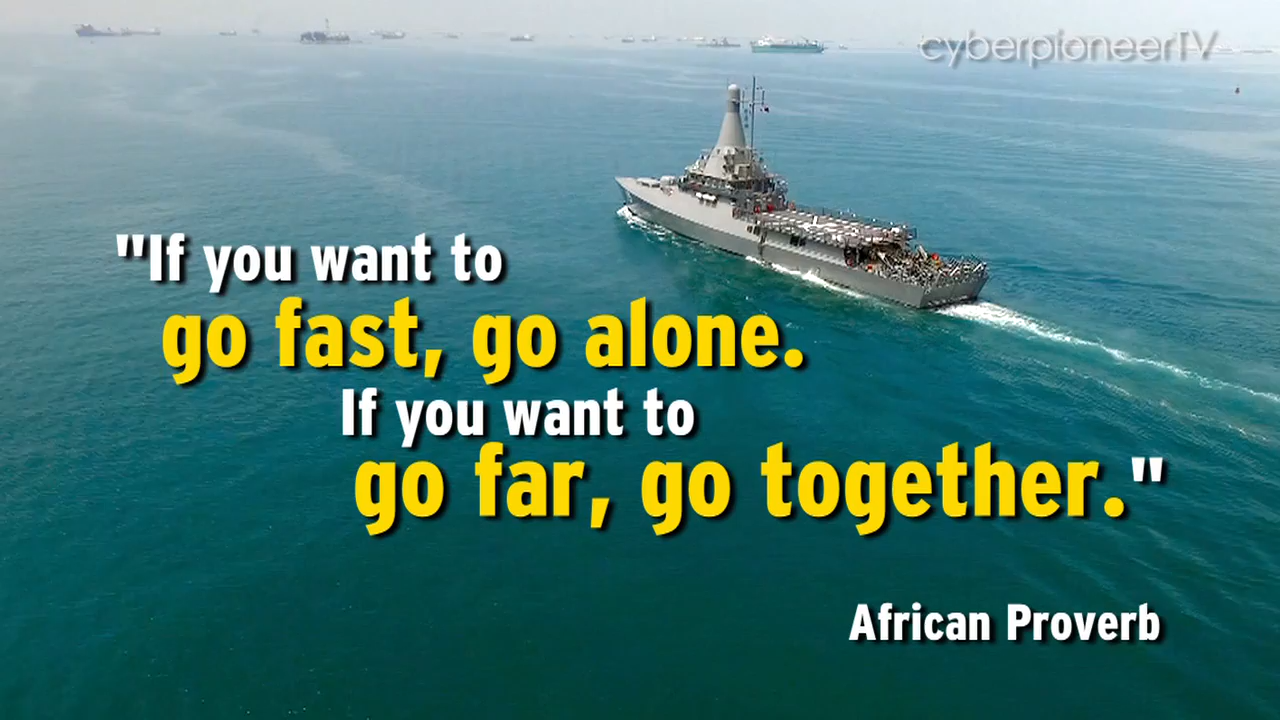 cyberpioneerTV
"If you want to
go fast, go alone.
If you want to
go far, go together."
African Proverb